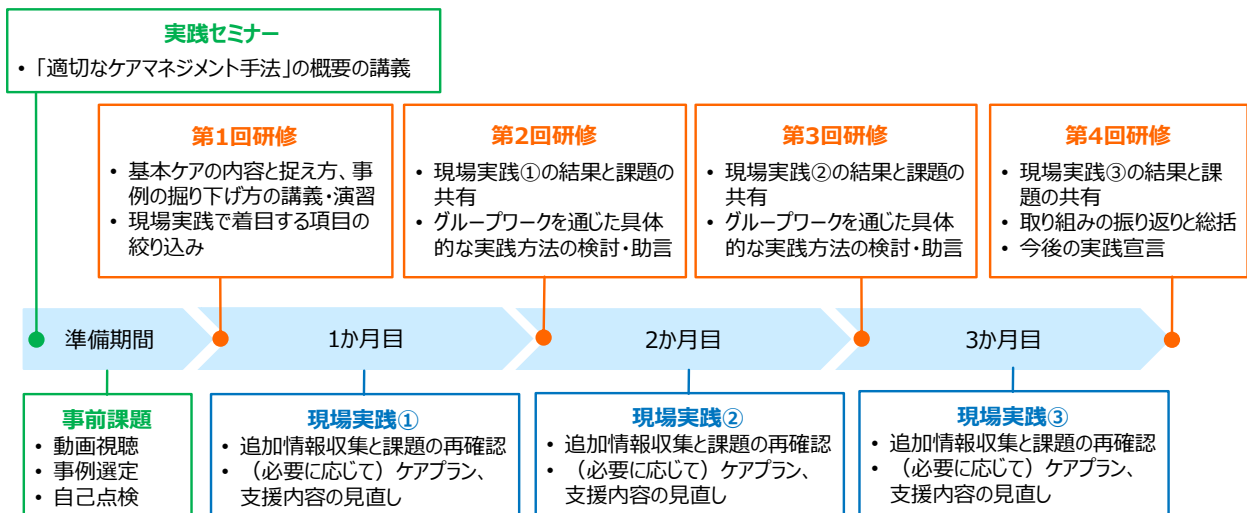 実践セミナー
• 「適切なケアマネジメント手法」の概要の講義
第1回研修
• 基本ケアの内容と捉え方、事
例の掘り下げ方の講義・演習
• 現場実践で着目する項目の
絞り込み
第2回研修
• 現場実践①の結果と課題の
共有
• グループワークを通じた具体
的な実践方法の検討・助言
第3回研修
• 現場実践②の結果と課題の
共有
• グループワークを通じた具体
的な実践方法の検討・助言
第4回研修
• 現場実践③の結果と課
題の共有
• 取り組みの振り返りと総括
• 今後の実践宣言
準備期間
1か月目
2か月目
3か月目
事前課題
• 動画視聴
• 事例選定
• 自己点検
現場実践①
• 追加情報収集と課題の再確認
• （必要に応じて）ケアプラン、
支援内容の見直し
現場実践②
• 追加情報収集と課題の再確認
• （必要に応じて）ケアプラン、
支援内容の見直し
現場実践③
• 追加情報収集と課題の再確認
• （必要に応じて）ケアプラン、
支援内容の見直し